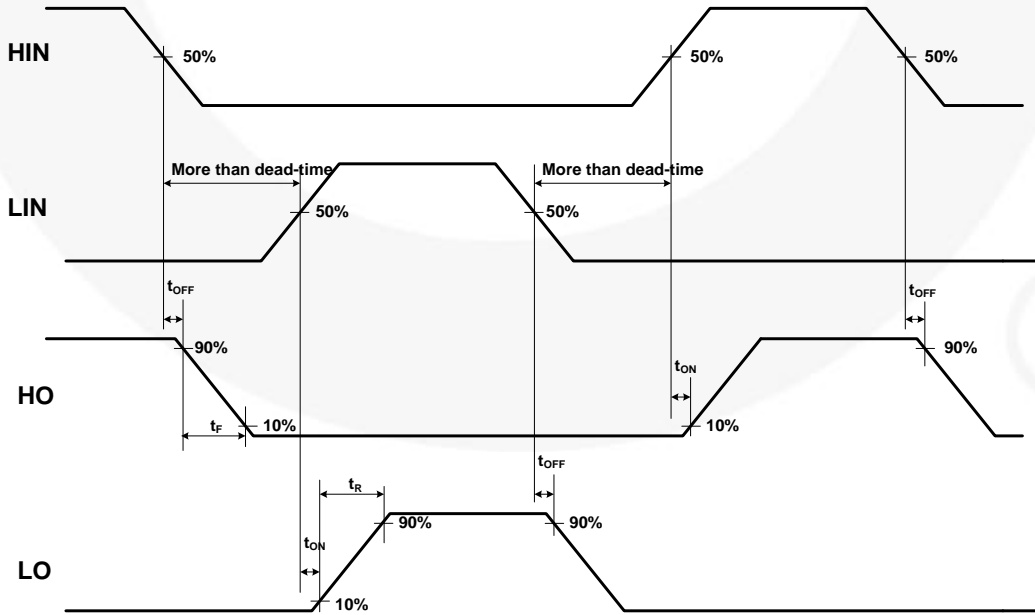 HIN
50%
50%
50%
More than dead-time
More than dead-time
LIN
50%
50%
tOFF
tOFF
90%
90%
tON
HO
tF
10%
10%
tOFF
tR
90%
90%
tON
LO
10%